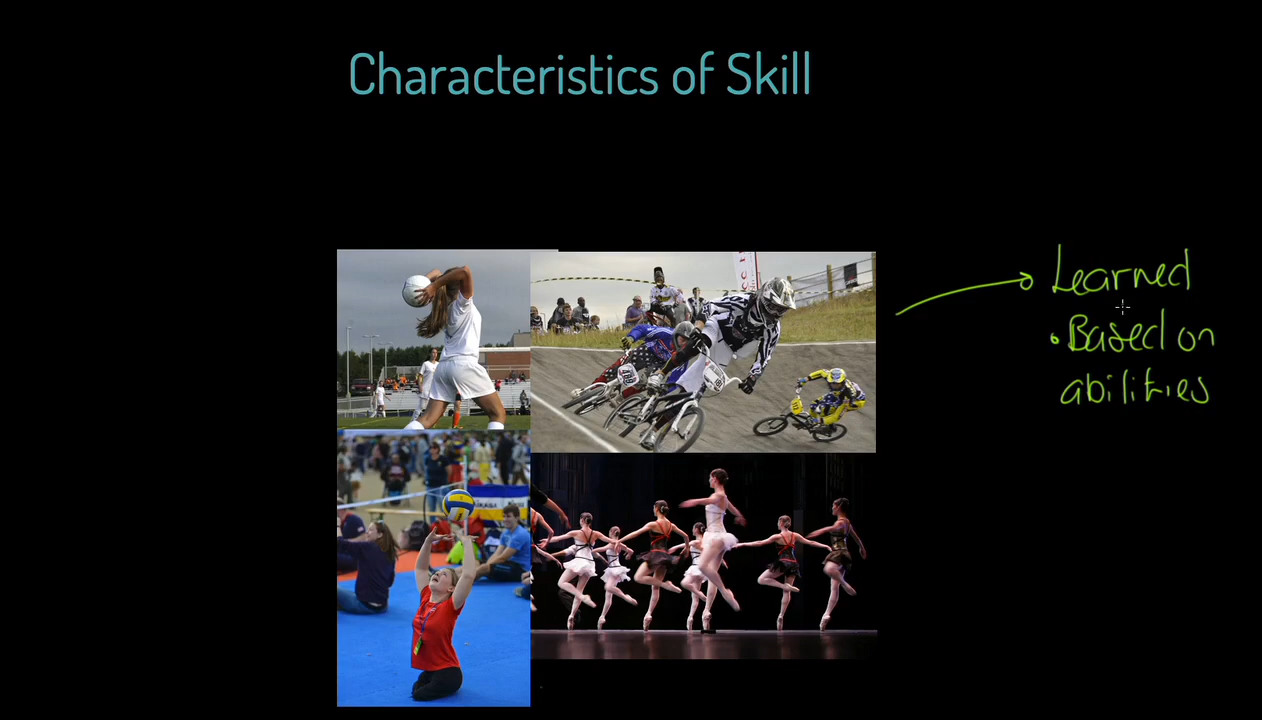 Characteristics of Skill
Learned
• Based on
abilities